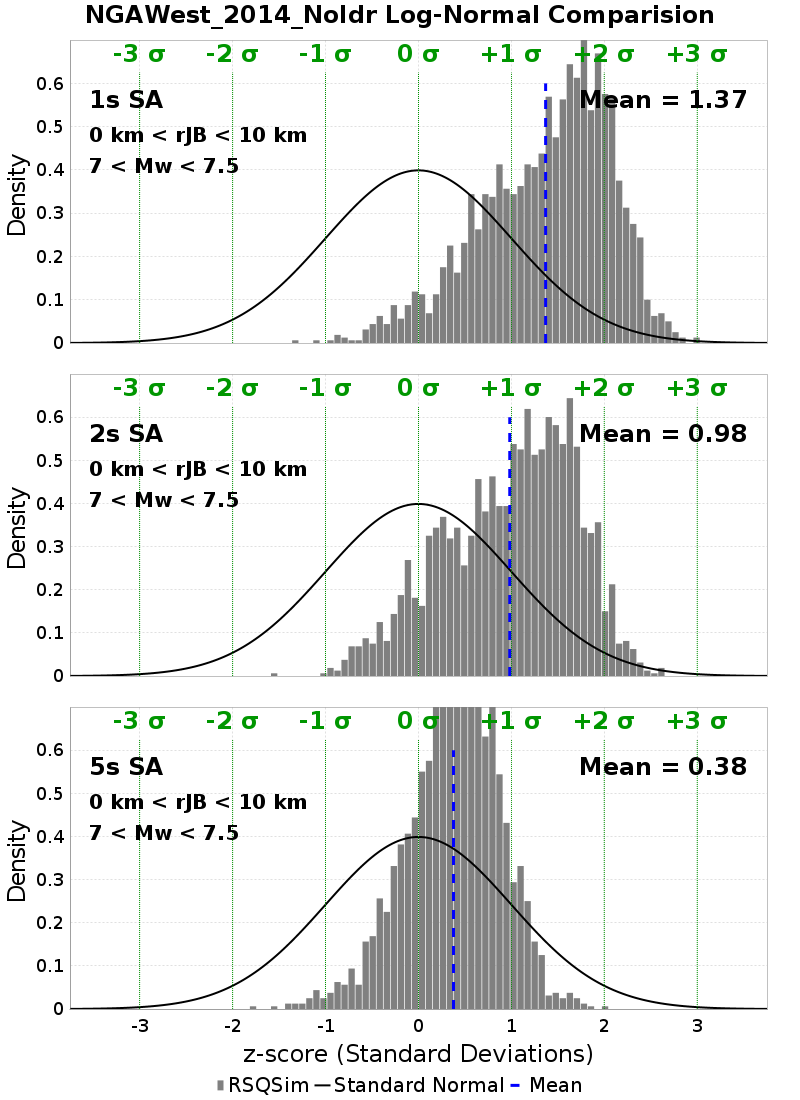 NGAWest_2014_NoIdr Log-Normal Comparision
-3 σ -2 σ -1 σ 0 σ +1 σ +2 σ +3 σ
1s SA
Mean = 1.37
0 km < rJB < 10 km
7 < Mw < 7.5
Density
0.6
0.5
0.4
0.3
0.2
0.1
0
-3 σ -2 σ -1 σ 0 σ +1 σ +2 σ +3 σ
2s SA
Mean = 0.98
0 km < rJB < 10 km
7 < Mw < 7.5
Density
0.6
0.5
0.4
0.3
0.2
0.1
0
-3 σ -2 σ -1 σ 0 σ +1 σ +2 σ +3 σ
5s SA
Mean = 0.38
0 km < rJB < 10 km
7 < Mw < 7.5
Density
0.6
0.5
0.4
0.3
0.2
0.1
0
-3 -2 -1 0 1 2 3
z-score (Standard Deviations)
RSQSim Standard Normal Mean